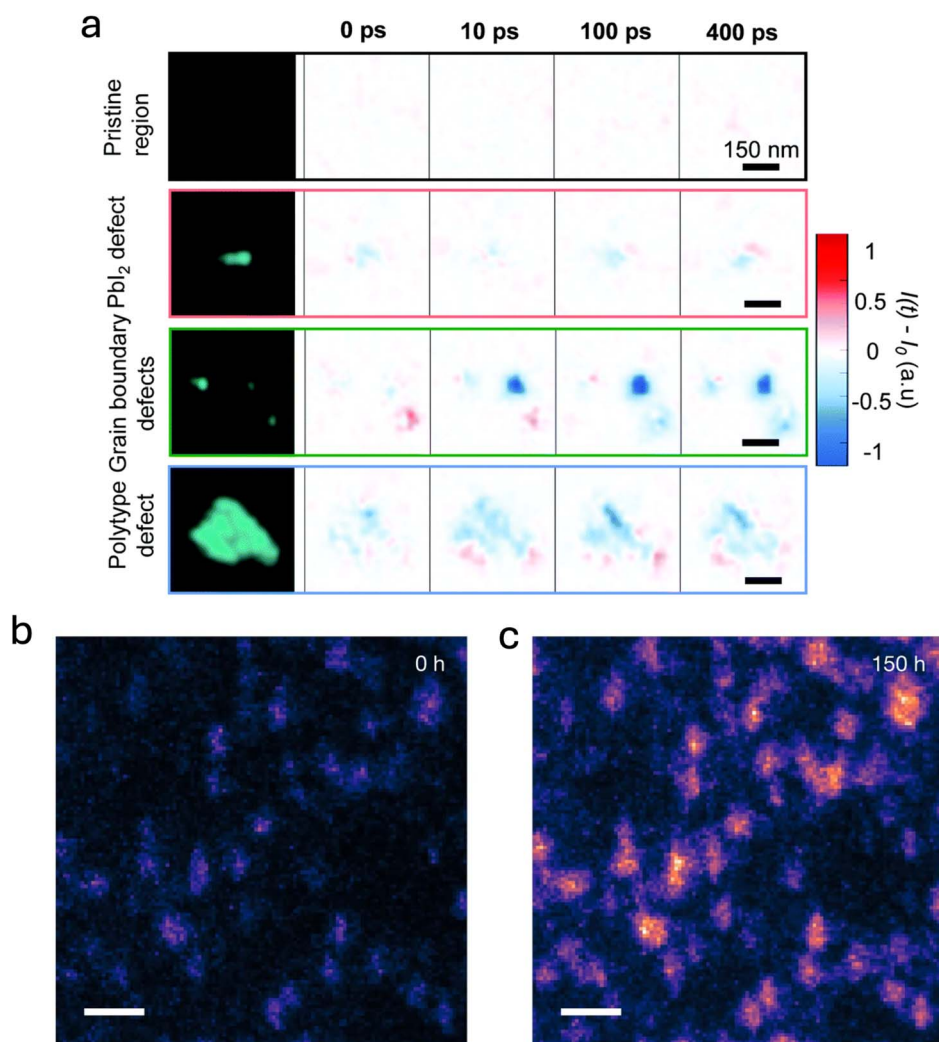 a
0 ps 10 ps 100 ps 400 ps
Pristine
region
150 nm
PbI₂ defect
Grain boundary
defects
Polytype
defect
1
0.5
0
-0.5
-1
I(t) - I₀ (a.u)
b
0 h
c
150 h